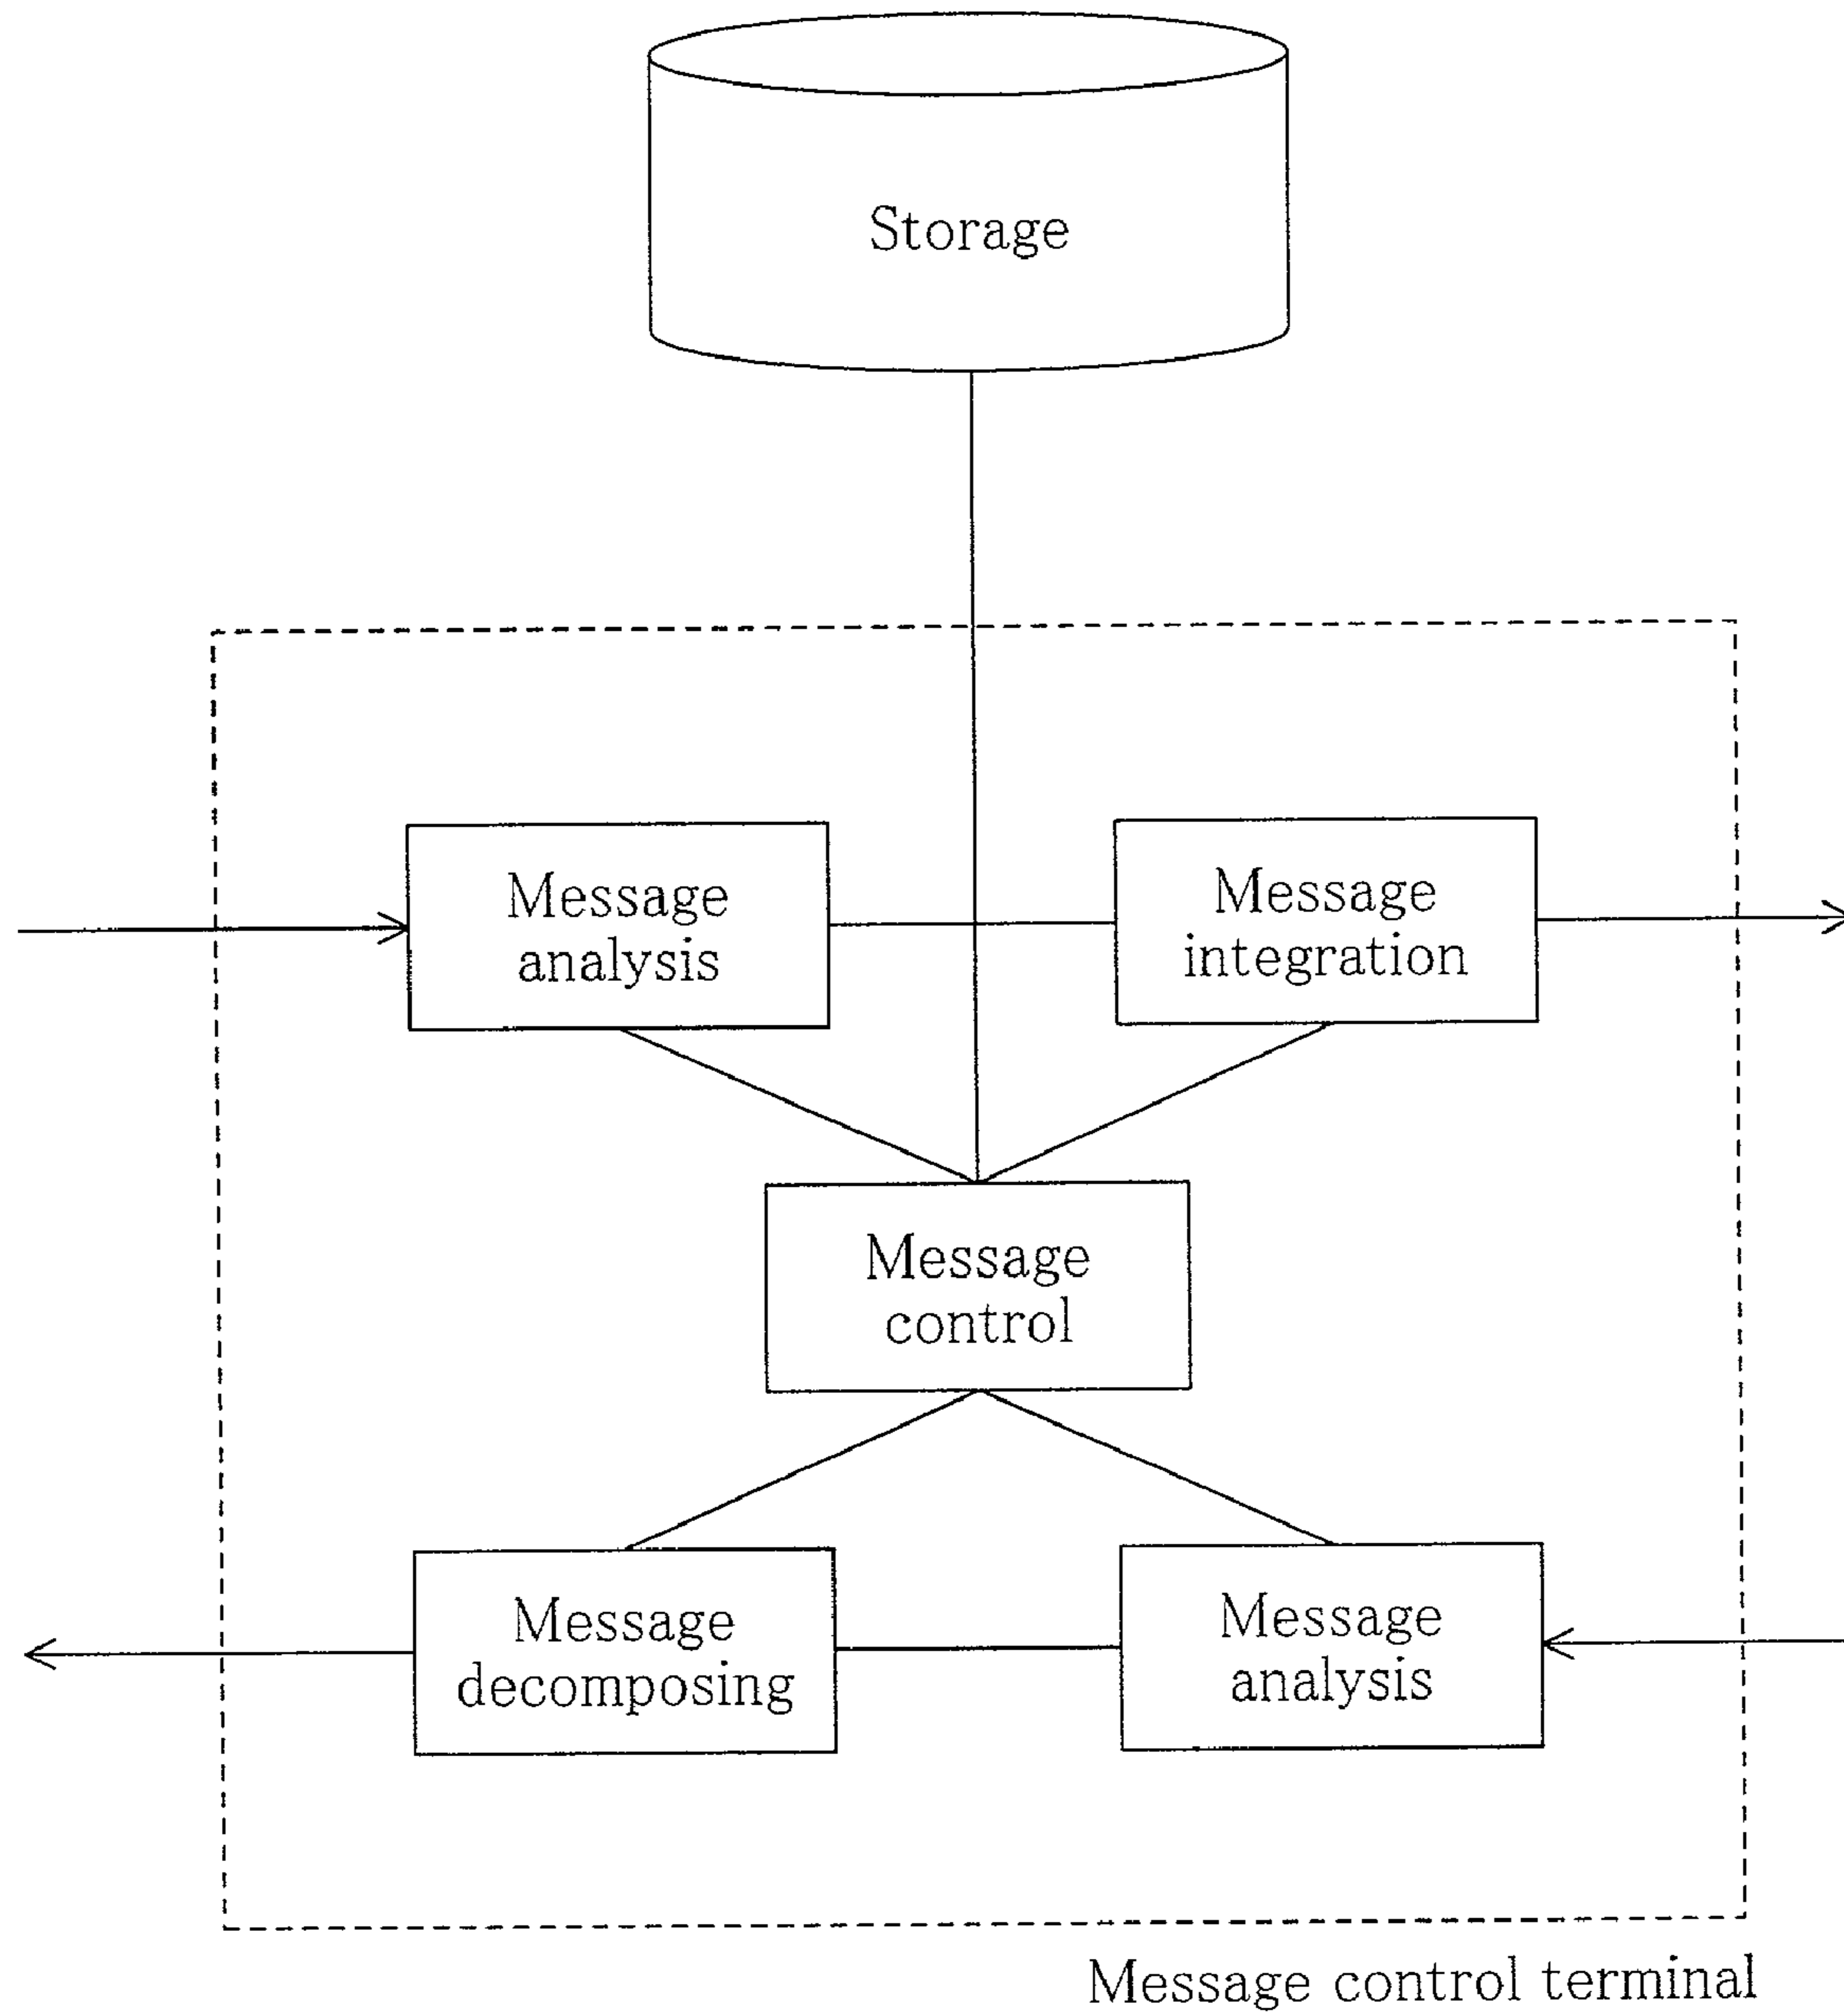 Storage
Message
analysis
Message
integration
Message
control
Message
decomposing
Message
analysis
Message control terminal